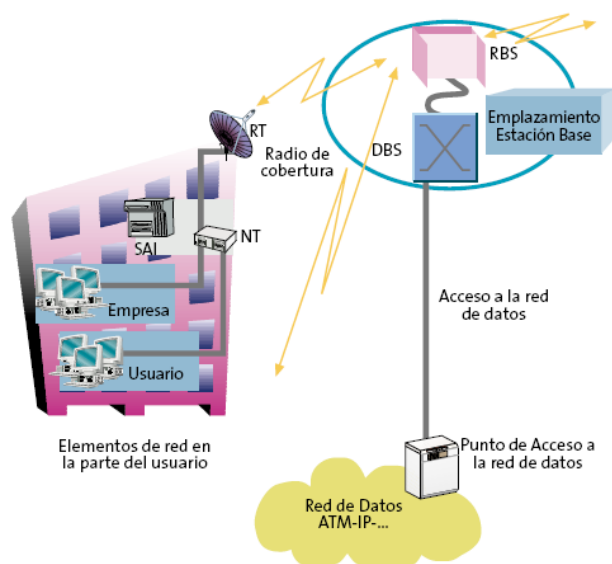 RBS
Emplazamiento
Estación Base
DBS
RT
Radio de
cobertura
SAI
NT
Empresa
Usuario
Acceso a la red
de datos
Elementos de red en
la parte del usuario
Punto de Acceso a
la red de datos
Red de Datos
ATM-IP-...